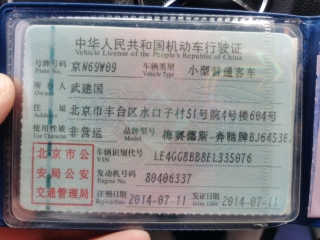 中华人民共和国机动车行驶证
Vehicle License of the People's Republic of China
号牌号码 京N69W09 车辆类型 小型普通客车
Plate No. Vehicle Type
所有人 武建国
Owner
住址 北京市丰台区水口子村51号院4号楼604号
Address
使用性质 非营运 品牌型号 梅赛德斯-奔驰牌BJ6453E
Use Character Model
北京市公安局公安交通管理局
车辆识别代号 LE4GG8BB8EL335076
VIN
发动机号码 80406337
Engine No.
注册日期 2014-07-11 发证日期 2014-07-11
Register Date Issue Date